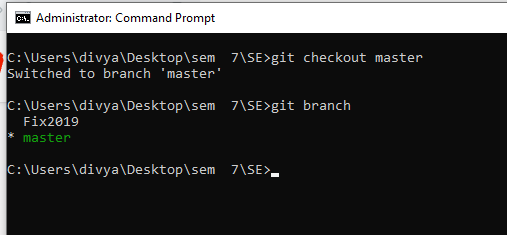 Administrator: Command Prompt
C:\Users\divya\Desktop\sem  7\SE>git checkout master
Switched to branch 'master'
C:\Users\divya\Desktop\sem  7\SE>git branch
  Fix2019
* master
C:\Users\divya\Desktop\sem  7\SE>